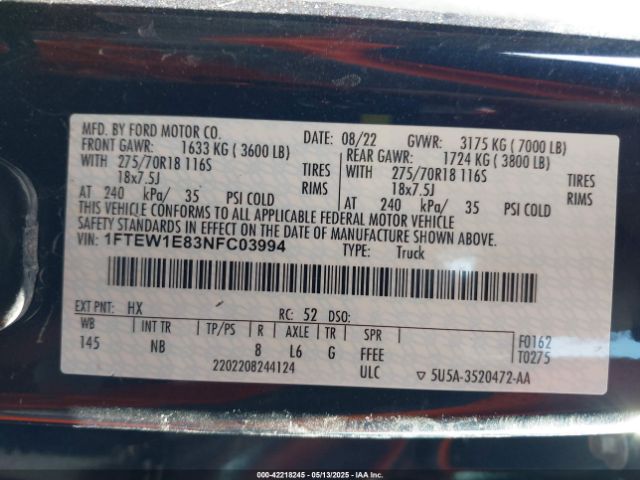 MFD. BY FORD MOTOR CO. DATE: 08/22 GVWR: 3175 KG ( 7000 LB)
FRONT GAWR: 1633 KG ( 3600 LB) REAR GAWR: 1724 KG ( 3800 LB)
WITH 275/70R18 116S TIRES WITH 275/70R18 116S TIRES
18x7.5J RIMS 18x7.5J RIMS
AT 240 kPa/ 35 PSI COLD AT 240 kPa/ 35 PSI COLD
THIS VEHICLE CONFORMS TO ALL APPLICABLE FEDERAL MOTOR VEHICLE
SAFETY STANDARDS IN EFFECT ON THE DATE OF MANUFACTURE SHOWN ABOVE.
VIN: 1FTEW1E83NFC03994 TYPE: Truck
EXT PNT: HX RC: 52 DSO:
WB INT TR TP/PS R AXLE TR SPR F0162
145 NB 8 L6 G FFEE T0275
2202208244124 ULC ▽ 5U5A-3520472-AA
000-42218245 - 05/13/2025 - IAA, Inc.